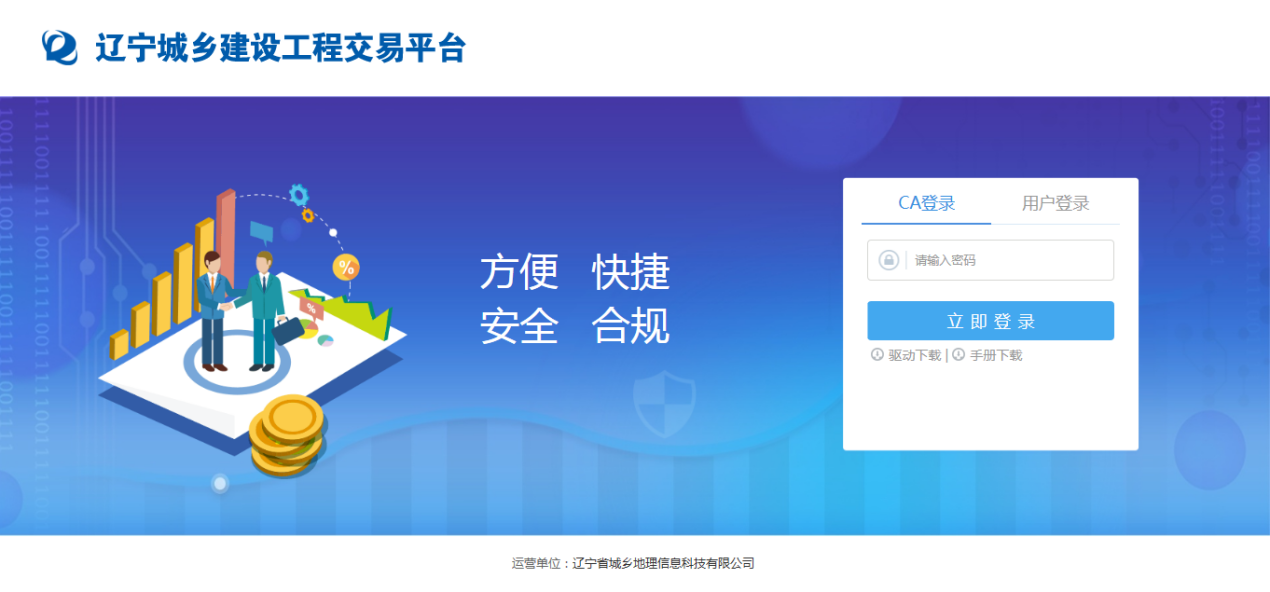 辽宁城乡建设工程交易平台
方便 快捷
安全 合规
CA登录 用户登录
请输入密码
立即登录
驱动下载 | 手册下载
%
%
运营单位：辽宁省城乡地理信息科技有限公司